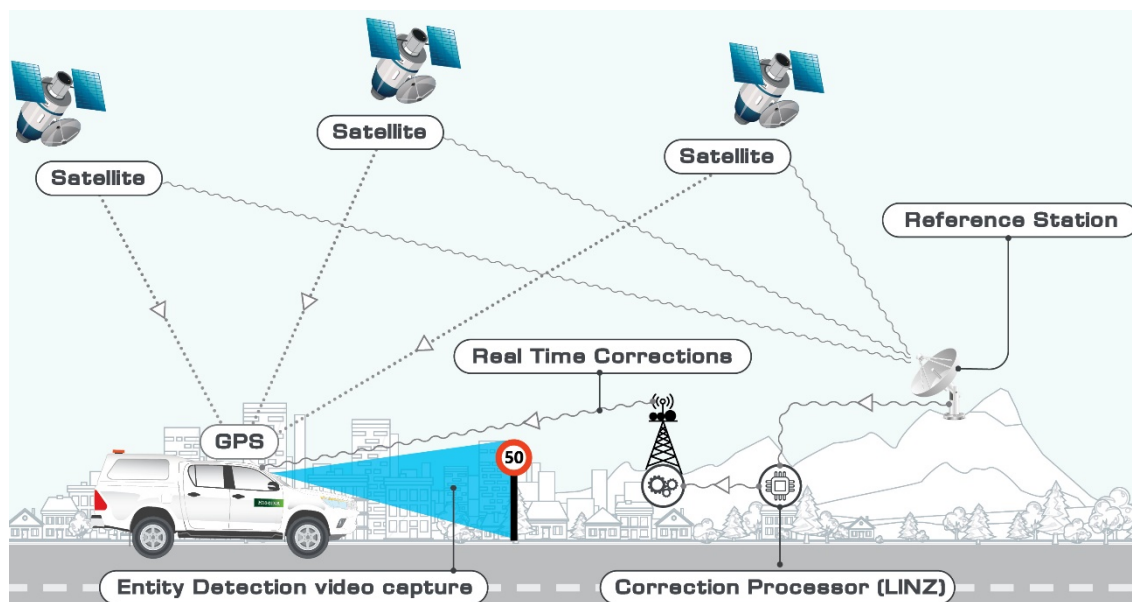 Satellite
Satellite
Satellite
Reference Station
Real Time Corrections
GPS
50
Entity Detection video capture
Correction Processor (LINZ)